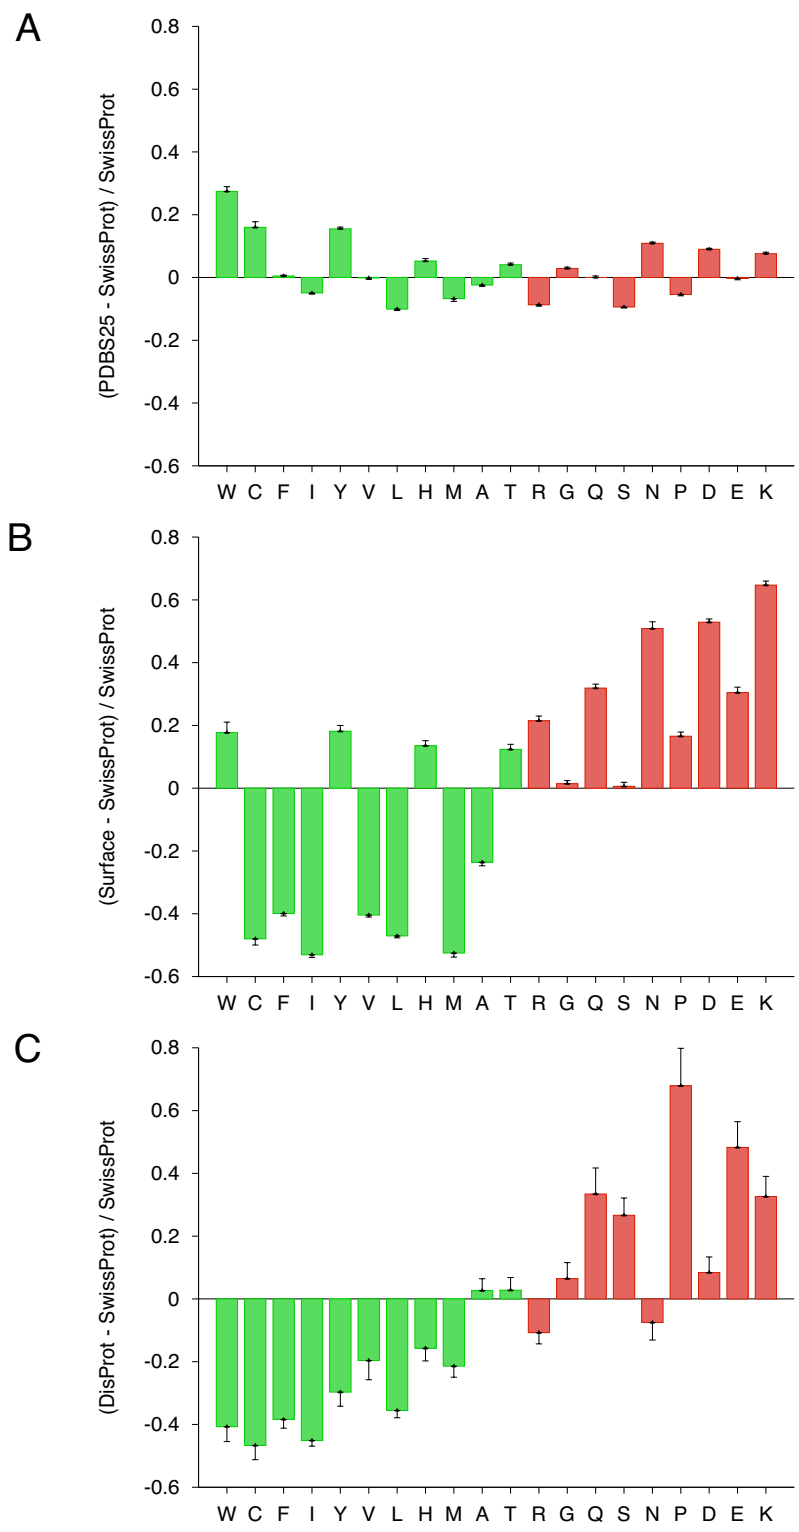 A
(PDBS25 - SwissProt) / SwissProt
0.8
0.6
0.4
0.2
0
-0.2
-0.4
-0.6
W C F I Y V L H M A T R G Q S N P D E K
B
(Surface - SwissProt) / SwissProt
0.8
0.6
0.4
0.2
0
-0.2
-0.4
-0.6
W C F I Y V L H M A T R G Q S N P D E K
C
(DisProt - SwissProt) / SwissProt
0.8
0.6
0.4
0.2
0
-0.2
-0.4
-0.6
W C F I Y V L H M A T R G Q S N P D E K